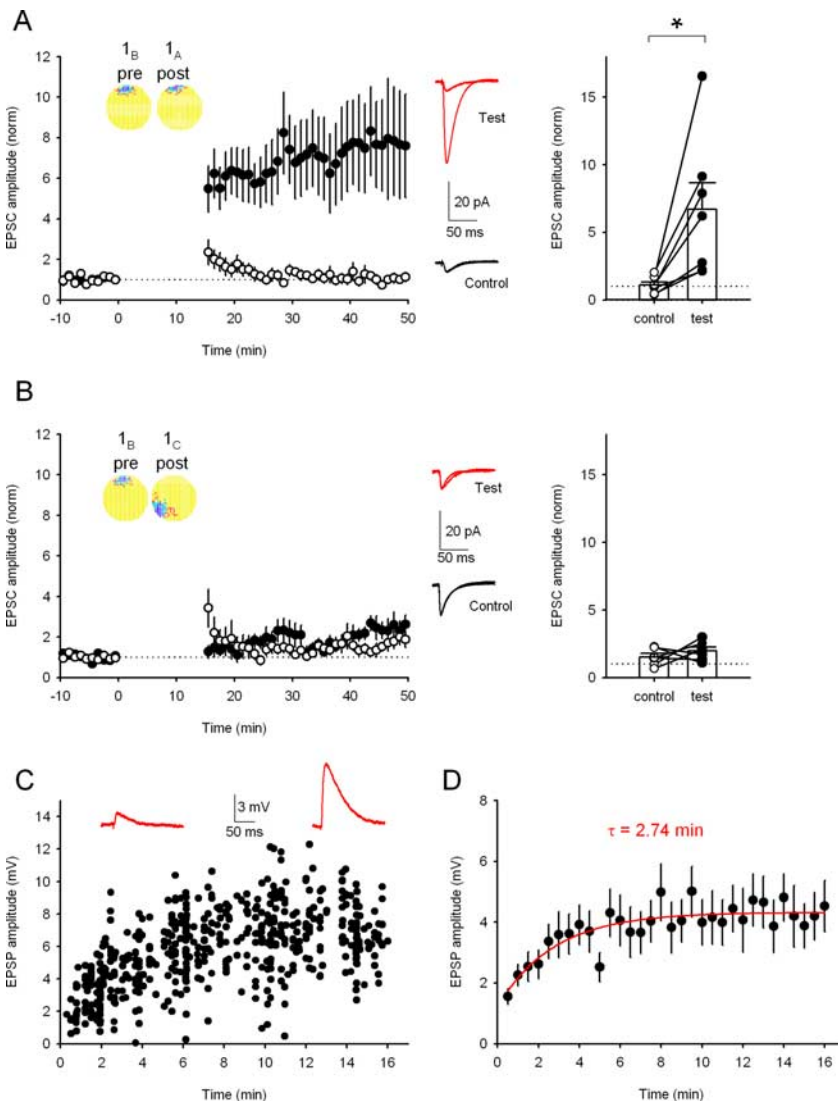 A
1B 1A
pre post
EPSC amplitude (norm)
12
10
8
6
4
2
0
-10 0 10 20 30 40 50
Time (min)
Test
20 pA
50 ms
Control
*
EPSC amplitude (norm)
15
10
5
0
control test
B
1B 1C
pre post
EPSC amplitude (norm)
12
10
8
6
4
2
0
-10 0 10 20 30 40 50
Time (min)
Test
20 pA
50 ms
Control
EPSC amplitude (norm)
15
10
5
0
control test
C
3 mV
50 ms
EPSP amplitude (mV)
14
12
10
8
6
4
2
0
0 2 4 6 8 10 12 14 16
Time (min)
D
τ = 2.74 min
EPSP amplitude (mV)
8
6
4
2
0
0 2 4 6 8 10 12 14 16
Time (min)